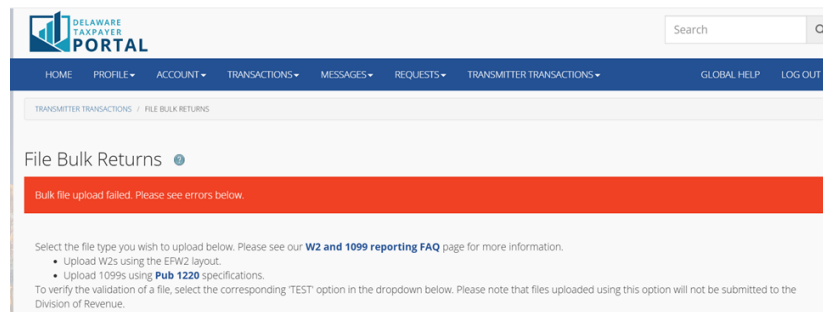 DELAWARE
TAXPAYER
PORTAL
Search
HOME PROFILE ACCOUNT TRANSACTIONS MESSAGES REQUESTS TRANSMITTER TRANSACTIONS GLOBAL HELP LOG OUT
TRANSMITTER TRANSACTIONS / FILE BULK RETURNS
File Bulk Returns
Bulk file upload failed. Please see errors below.
Select the file type you wish to upload below. Please see our W2 and 1099 reporting FAQ page for more information.
• Upload W2s using the EFW2 layout.
• Upload 1099s using Pub 1220 specifications.
To verify the validation of a file, select the corresponding 'TEST' option in the dropdown below. Please note that files uploaded using this option will not be submitted to the
Division of Revenue.